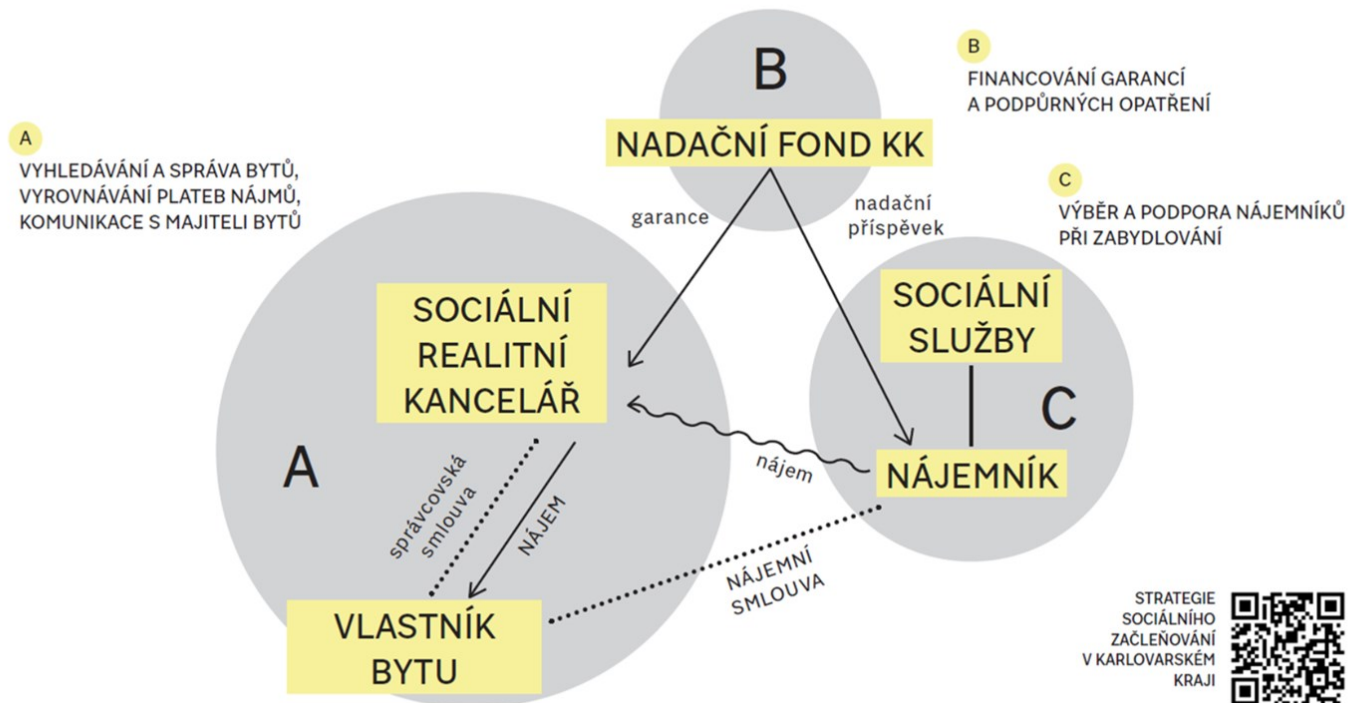 A
VYHLEDÁVÁNÍ A SPRÁVA BYTŮ,
VYROVNÁVÁNÍ PLATEB NÁJMŮ,
KOMUNIKACE S MAJITELI BYTŮ
B
NADAČNÍ FOND KK
B
FINANCOVÁNÍ GARANCÍ
A PODPŮRNÝCH OPATŘENÍ
C
VÝBĚR A PODPORA NÁJEMNÍKŮ
PŘI ZABYDLOVÁNÍ
garance
nadační
příspěvek
SOCIÁLNÍ
REALITNÍ
KANCELÁŘ
SOCIÁLNÍ
SLUŽBY
C
NÁJEMNÍK
nájem
A
správcovská
smlouva
NÁJEM
NÁJEMNÍ
SMLOUVA
VLASTNÍK
BYTU
STRATEGIE
SOCIÁLNÍHO
ZAČLEŇOVÁNÍ
V KARLOVARSKÉM
KRAJI